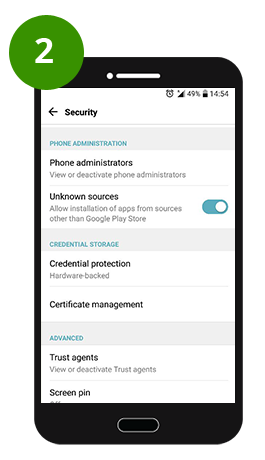 2
49% 14:54
Security
PHONE ADMINISTRATION
Phone administrators
View or deactivate phone administrators
Unknown sources
Allow installation of apps from sources
other than Google Play Store
CREDENTIAL STORAGE
Credential protection
Hardware-backed
Certificate management
ADVANCED
Trust agents
View or deactivate Trust agents
Screen pin